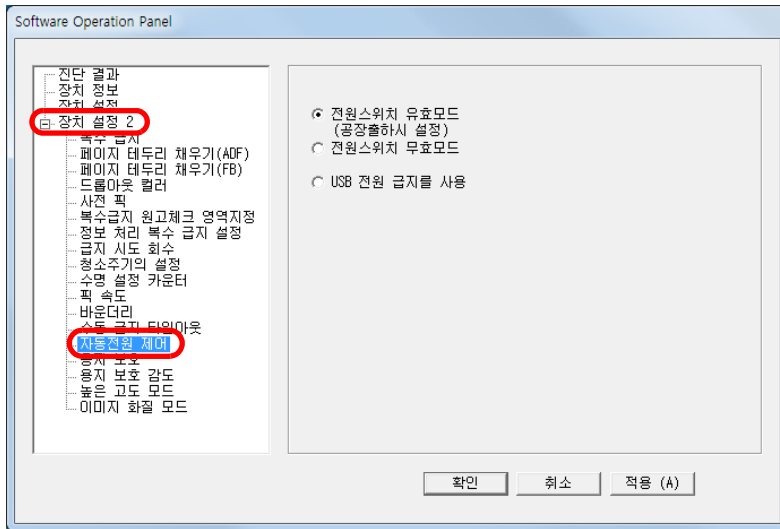 Software Operation Panel
진단 결과
장치 정보
장치 설정
장치 설정 2
복수 급지
페이지 테두리 채우기(ADF)
페이지 테두리 채우기(FB)
드롭아웃 컬러
사전 픽
복수급지 원고체크 영역지정
정보 처리 복수 급지 설정
급지 시도 회수
청소주기의 설정
수명 설정 카운터
픽 속도
바운더리
수동 급지 타임아웃
자동전원 제어
용지 보호
용지 보호 감도
높은 고도 모드
이미지 화질 모드
전원스위치 유효모드
(공장출하시 설정)
전원스위치 무효모드
USB 전원 급지를 사용
확인
취소
적용 (A)